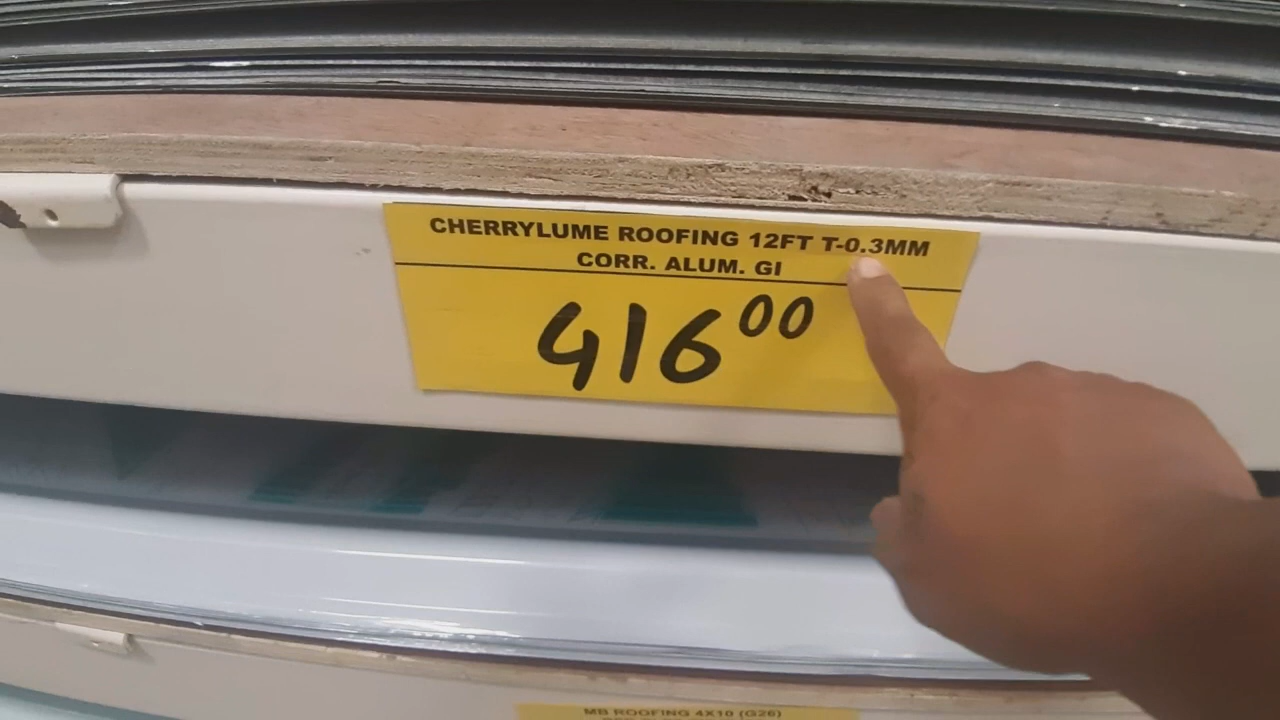 CHERRYLUME ROOFING 12FT T-0.3MM
CORR. ALUM. GI
416⁰⁰
MB ROOFING 4X10 (G26)